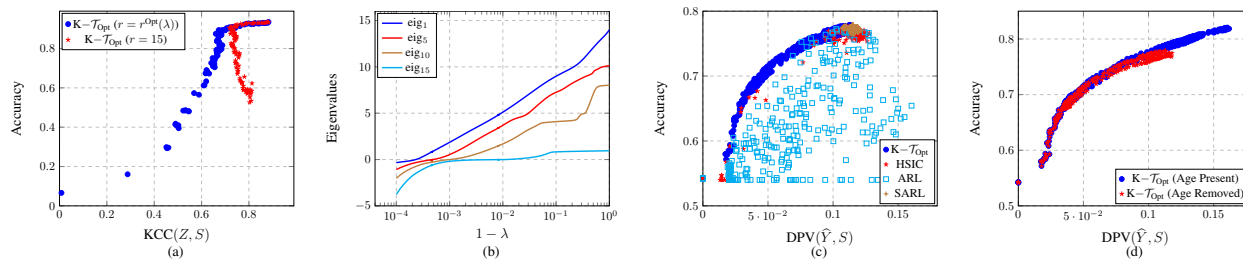 K−𝒯Opt (r = rOpt(λ))
K−𝒯Opt (r = 15)
Accuracy
0.8
0.6
0.4
0.2
0
0
0.2
0.4
0.6
0.8
KCC(Z, S)
(a)
eig1
eig5
eig10
eig15
Eigenvalues
15
10
5
0
−5
10−4
10−3
10−2
10−1
100
1 − λ
(b)
Accuracy
0.8
0.7
0.6
0.5
K−𝒯Opt
HSIC
ARL
SARL
0
5·10−2
0.1
0.15
DPV(Ŷ, S)
(c)
Accuracy
0.8
0.7
0.6
0.5
K−𝒯Opt (Age Present)
K−𝒯Opt (Age Removed)
0
5·10−2
0.1
0.15
DPV(Ŷ, S)
(d)